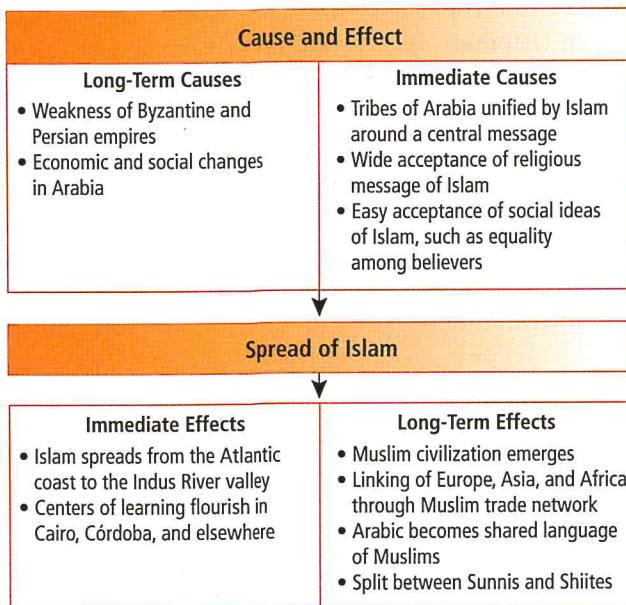 Cause and Effect
Long-Term Causes
• Weakness of Byzantine and
Persian empires
• Economic and social changes
in Arabia
Immediate Causes
• Tribes of Arabia unified by Islam
around a central message
• Wide acceptance of religious
message of Islam
• Easy acceptance of social ideas
of Islam, such as equality
among believers
Spread of Islam
Immediate Effects
• Islam spreads from the Atlantic
coast to the Indus River valley
• Centers of learning flourish in
Cairo, Córdoba, and elsewhere
Long-Term Effects
• Muslim civilization emerges
• Linking of Europe, Asia, and Africa
through Muslim trade network
• Arabic becomes shared language
of Muslims
• Split between Sunnis and Shiites